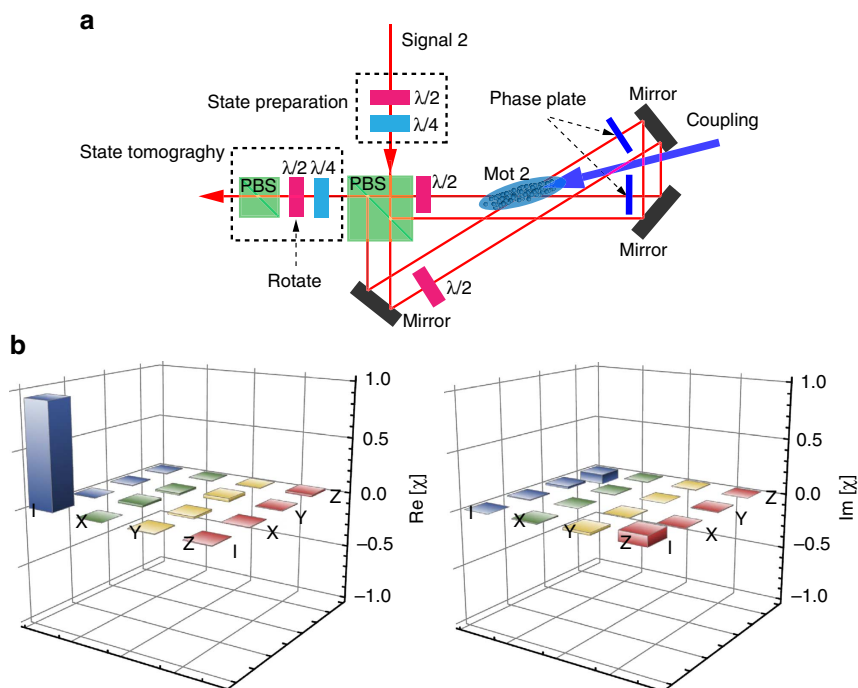 a
Signal 2
State preparation
λ/2
λ/4
Phase plate
Mirror
Coupling
State tomograghy
λ/2
λ/4
PBS
PBS
λ/2
Mot 2
Rotate
Mirror
λ/2
Mirror
b
1.0
0.5
0.0
−0.5
−1.0
Re [χ]
I
X
Y
Z
I
X
Y
Z
1.0
0.5
0.0
−0.5
−1.0
Im [χ]
I
X
Y
Z
I
X
Y
Z